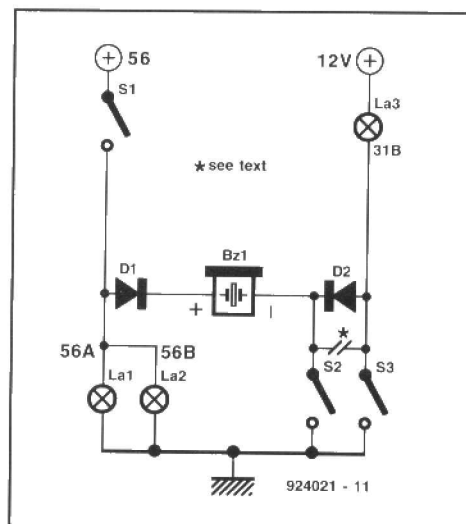 56
12V
S1
La3
31B
* see text
D1
Bz1
D2
+
–
*
56A
56B
S2
S3
La1
La2
924021 - 11